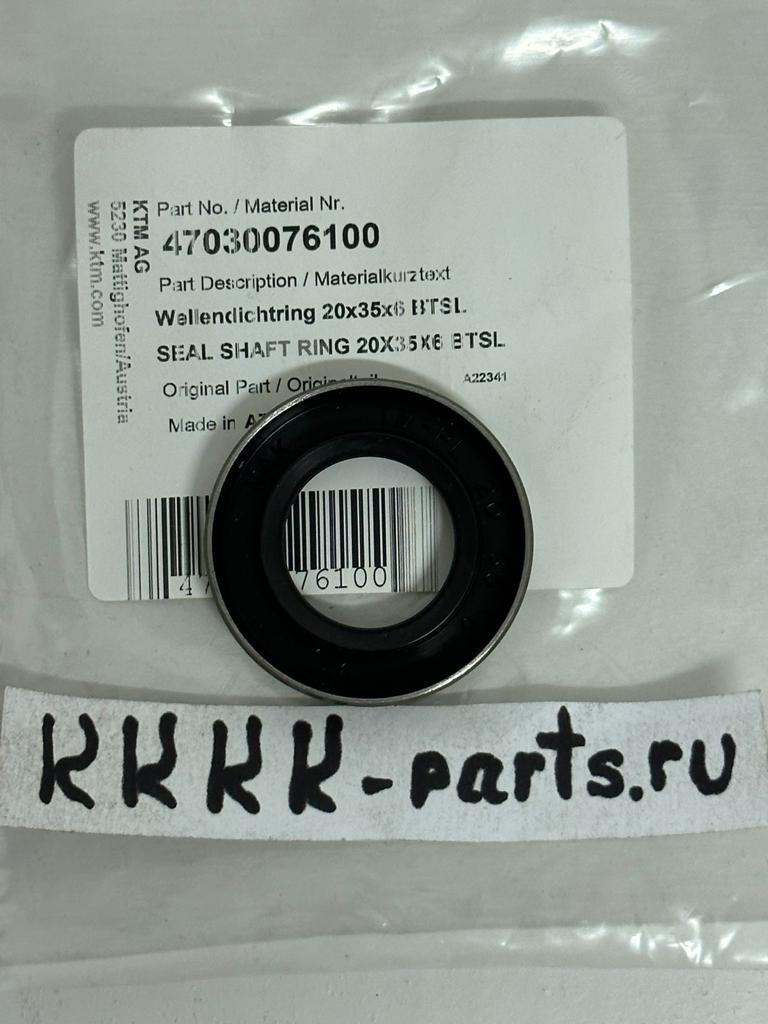 Part No. / Material Nr.
47030076100
Part Description / Materialkurztext
Wellendichtring 20x35x6 BTSL
SEAL SHAFT RING 20X35X6 BTSL
Original Part /
A22341
Made in
KTM AG
5230 Mattighofen/Austria
www.ktm.com
76100
20
KKKK-parts.ru